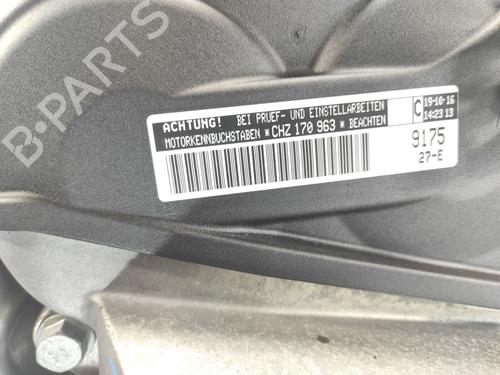 B-PARTS
ACHTUNG! BEI PRUEF- UND EINSTELLARBEITEN
MOTORKENNBUCHSTABEN *CHZ 170 963* BEACHTEN
C
19-10-16
14:23 13
9175
27-E